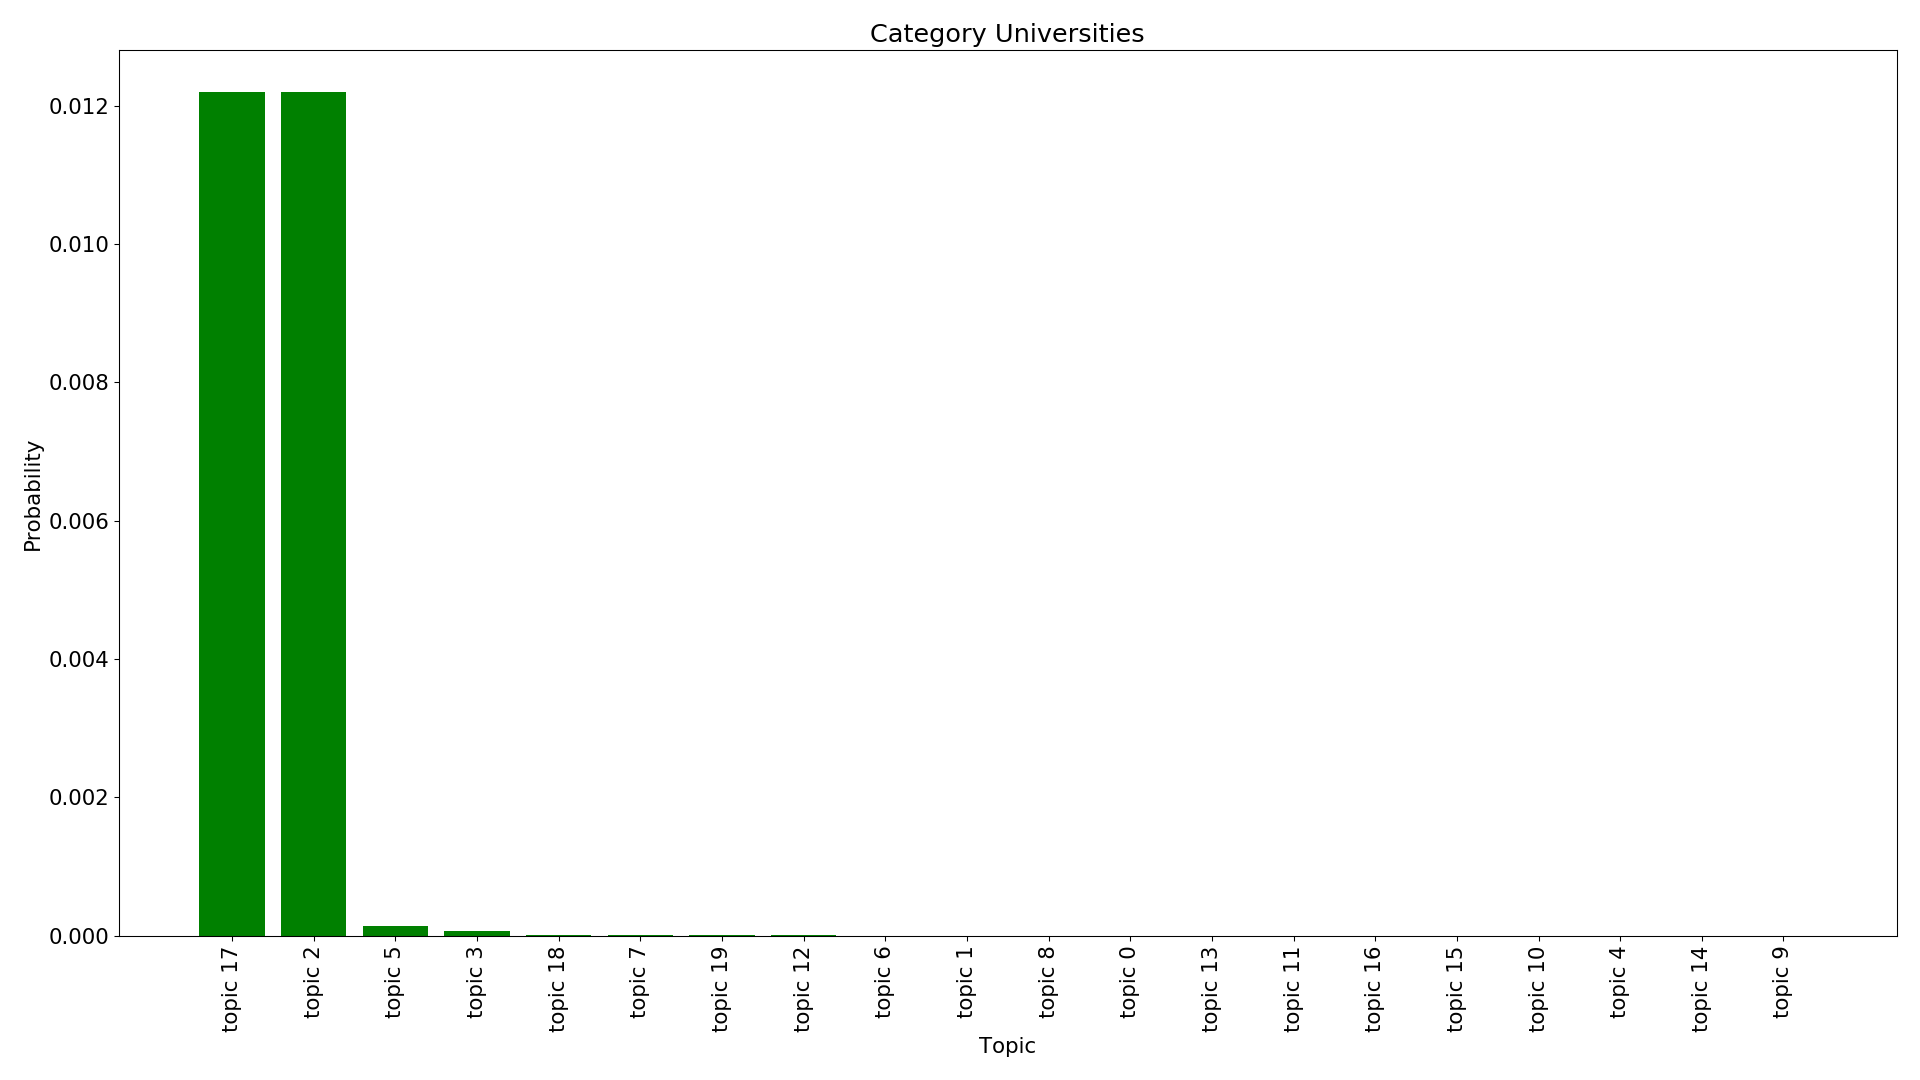 Category Universities
0.012
0.010
0.008
0.006
0.004
0.002
0.000
Probability
topic 17
topic 2
topic 5
topic 3
topic 18
topic 7
topic 19
topic 12
topic 6
topic 1
topic 8
topic 0
topic 13
topic 11
topic 16
topic 15
topic 10
topic 4
topic 14
topic 9
Topic